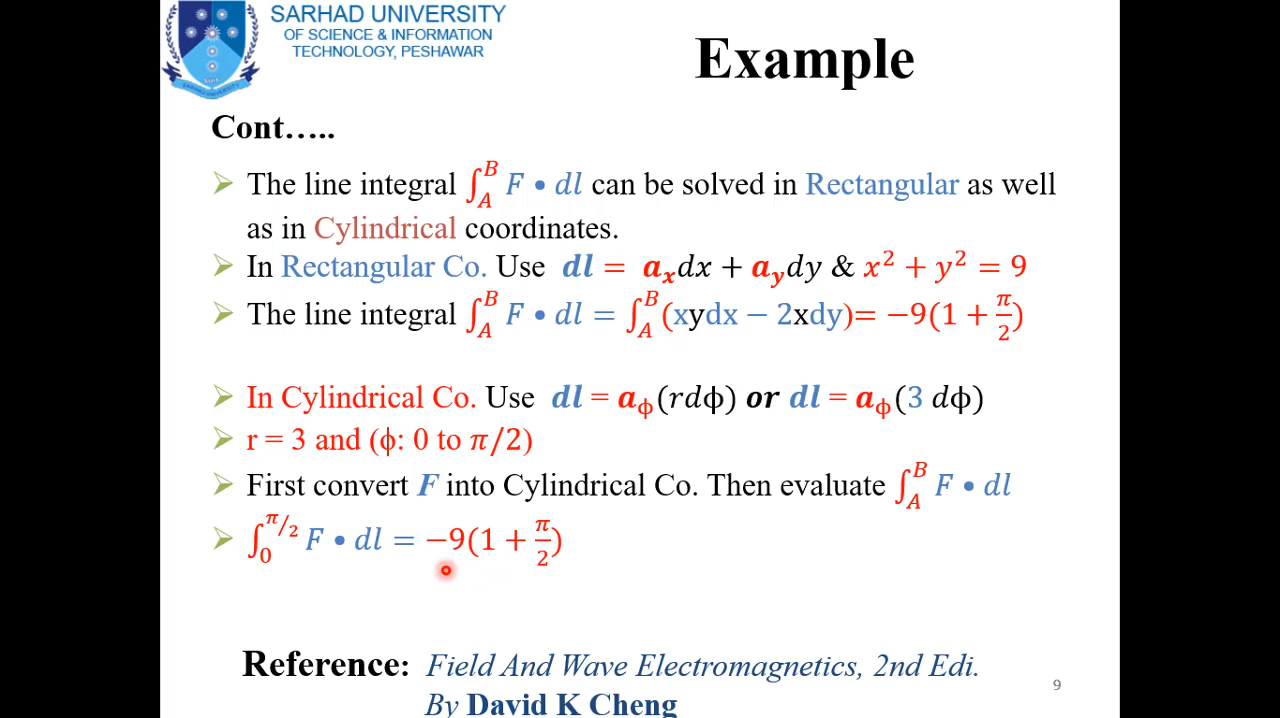 SARHAD UNIVERSITY
OF SCIENCE & INFORMATION
TECHNOLOGY, PESHAWAR
Example
Cont…..
➢ The line integral ∫_A^B F • dl can be solved in Rectangular as well
as in Cylindrical coordinates.
➢ In Rectangular Co. Use dl = a_x dx + a_y dy & x² + y² = 9
➢ The line integral ∫_A^B F • dl = ∫_A^B (xydx − 2xdy) = −9(1 + π/2)
➢ In Cylindrical Co. Use dl = a_ϕ(rdϕ) or dl = a_ϕ(3 dϕ)
➢ r = 3 and (ϕ: 0 to π/2)
➢ First convert F into Cylindrical Co. Then evaluate ∫_A^B F • dl
➢ ∫_0^{π/2} F • dl = −9(1 + π/2)
Reference: Field And Wave Electromagnetics, 2nd Edi.
By David K Cheng
9